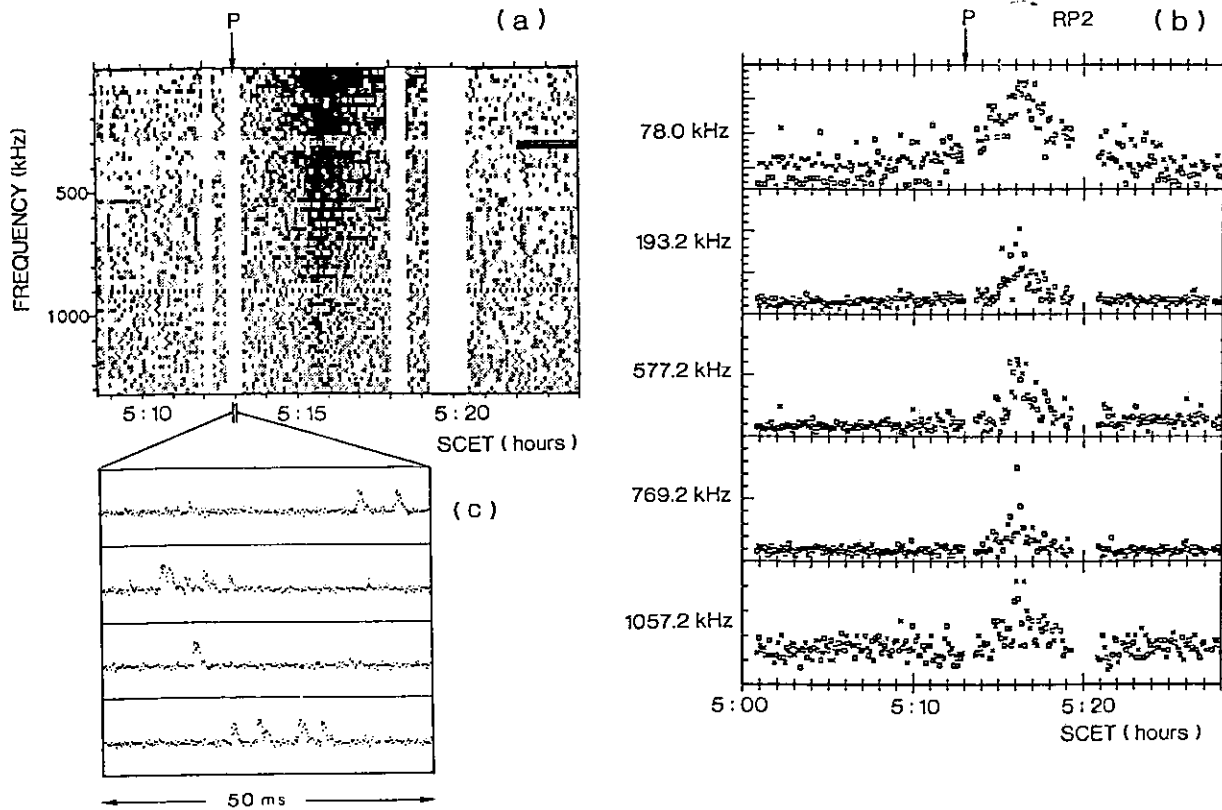 P
(a)
FREQUENCY (kHz)
500
1000
5:10
5:15
5:20
SCET (hours)
(c)
50 ms
P
RP2
(b)
78.0 kHz
193.2 kHz
577.2 kHz
769.2 kHz
1057.2 kHz
5:00
5:10
5:20
SCET (hours)